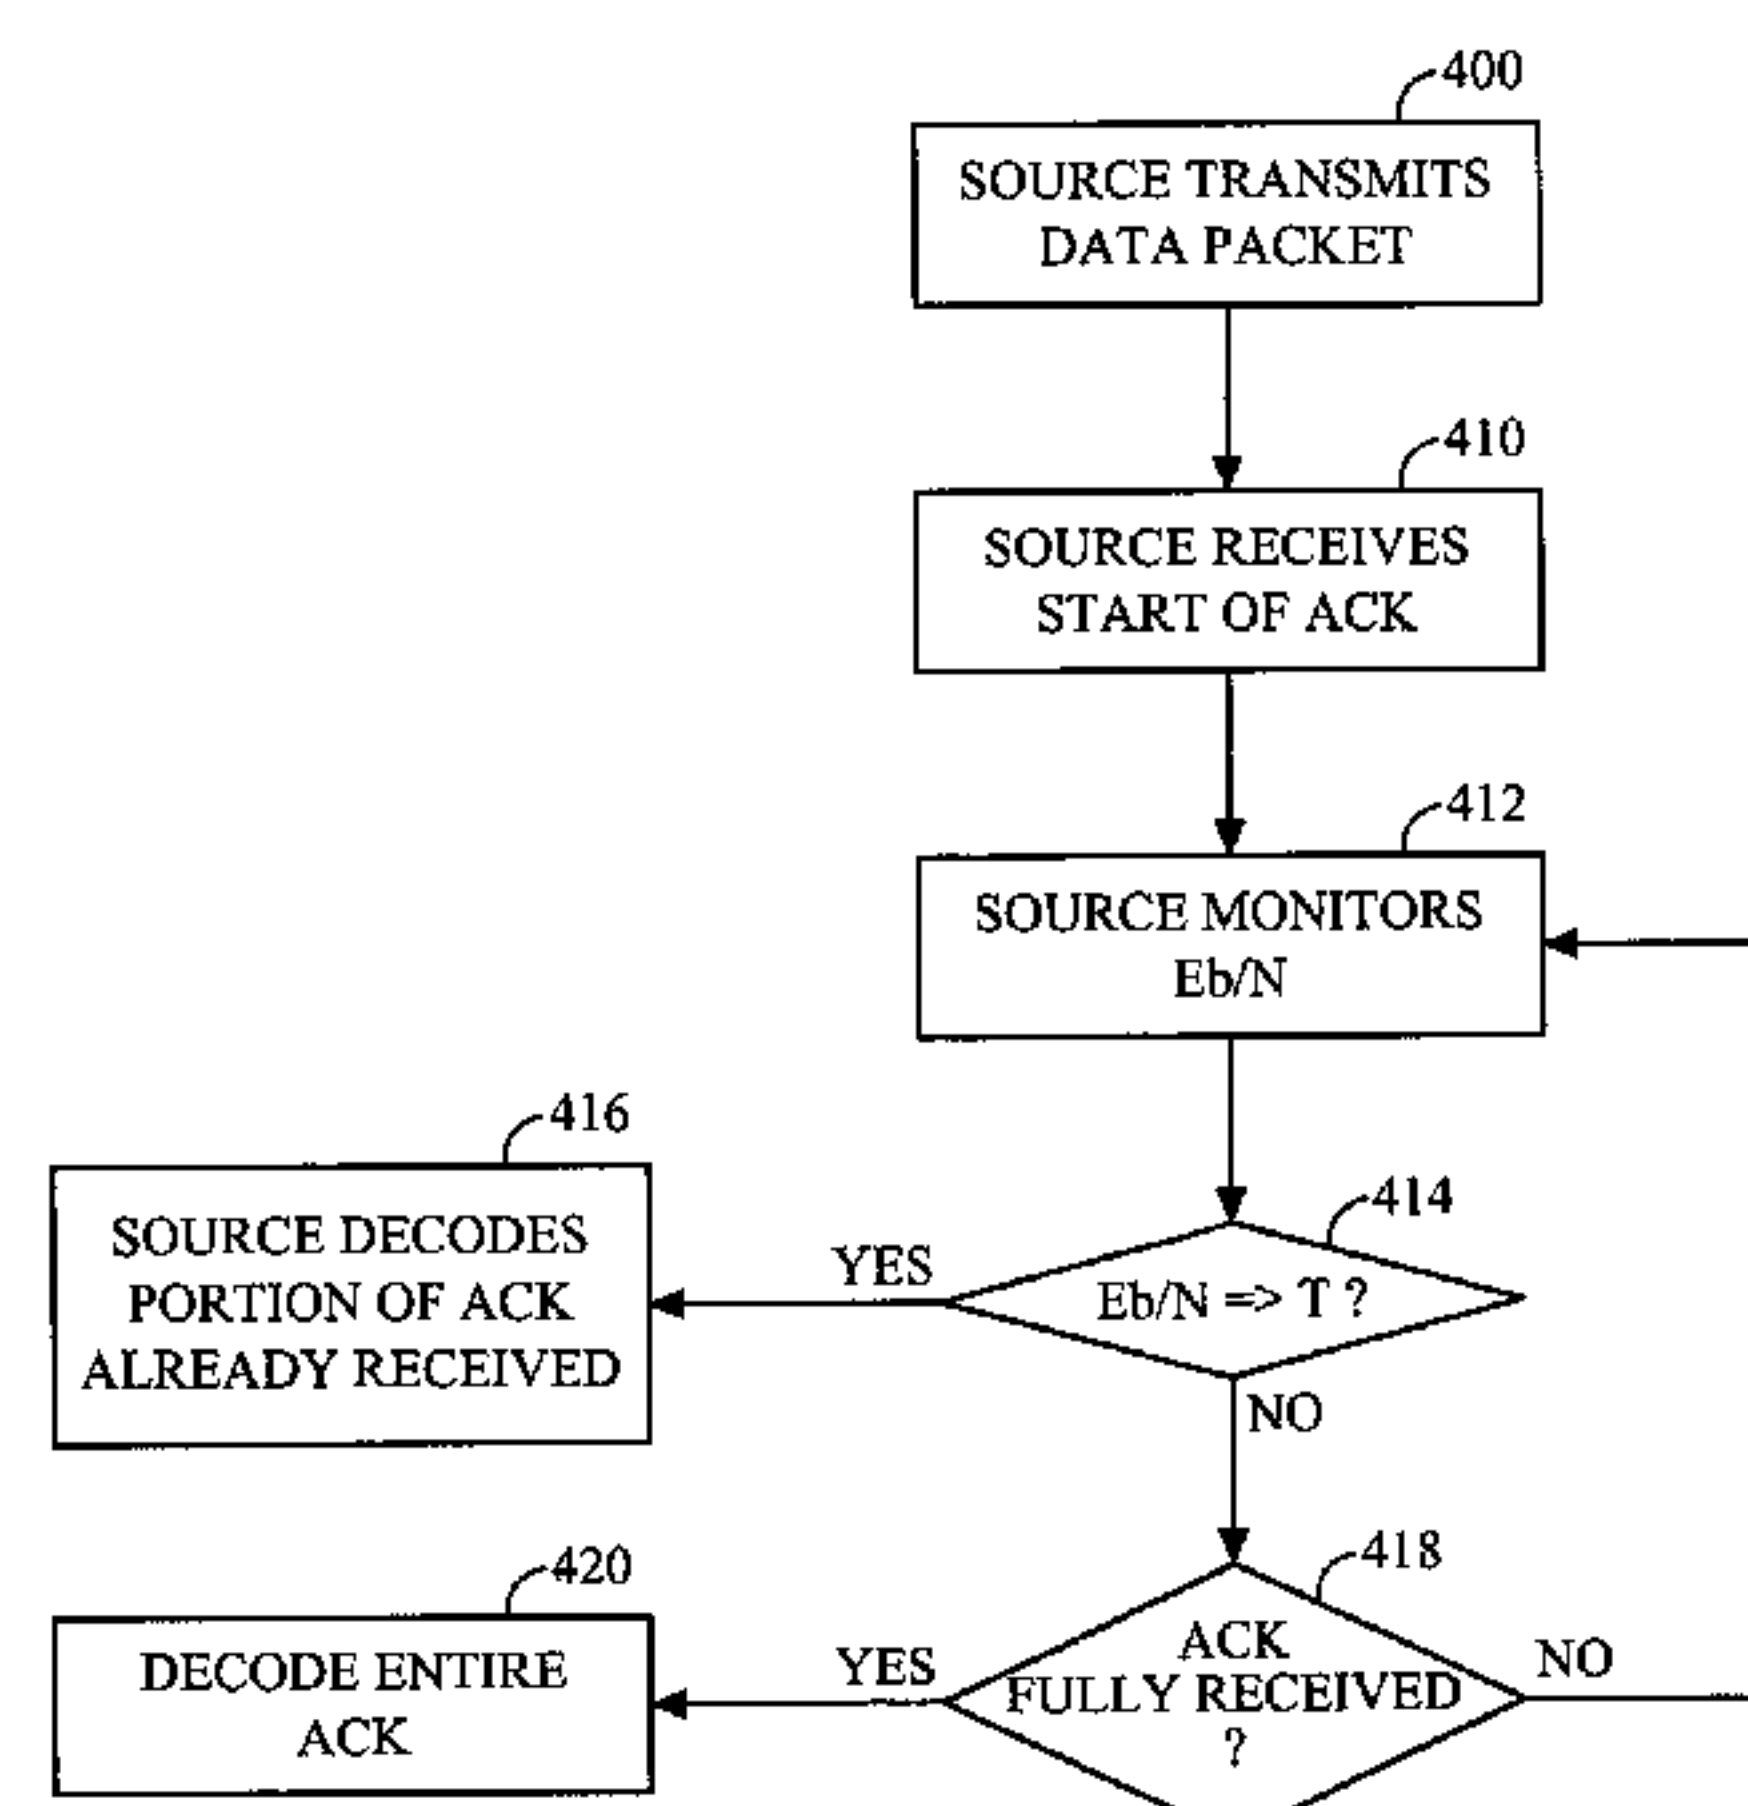 400
SOURCE TRANSMITS
DATA PACKET
410
SOURCE RECEIVES
START OF ACK
412
SOURCE MONITORS
Eb/N
416
SOURCE DECODES
PORTION OF ACK
ALREADY RECEIVED
YES
414
Eb/N => T ?
NO
420
DECODE ENTIRE
ACK
YES
418
ACK
FULLY RECEIVED
?
NO